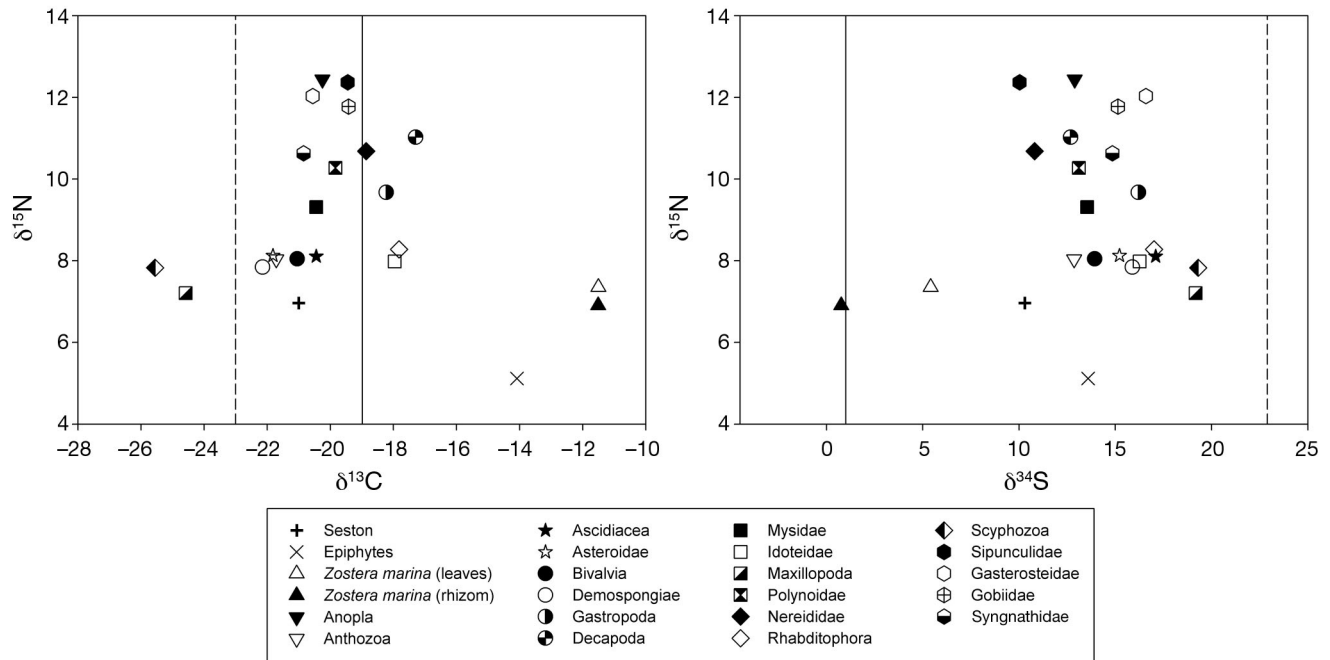 14
12
10
8
6
4
δ15N
−28 −26 −24 −22 −20 −18 −16 −14 −12 −10
δ13C
14
12
10
8
6
4
δ15N
0 5 10 15 20 25
δ34S
Seston
Epiphytes
Zostera marina (leaves)
Zostera marina (rhizom)
Anopla
Anthozoa
Ascidiacea
Asteroidae
Bivalvia
Demospongiae
Gastropoda
Decapoda
Mysidae
Idoteidae
Maxillopoda
Polynoidae
Nereididae
Rhabditophora
Scyphozoa
Sipunculidae
Gasterosteidae
Gobiidae
Syngnathidae